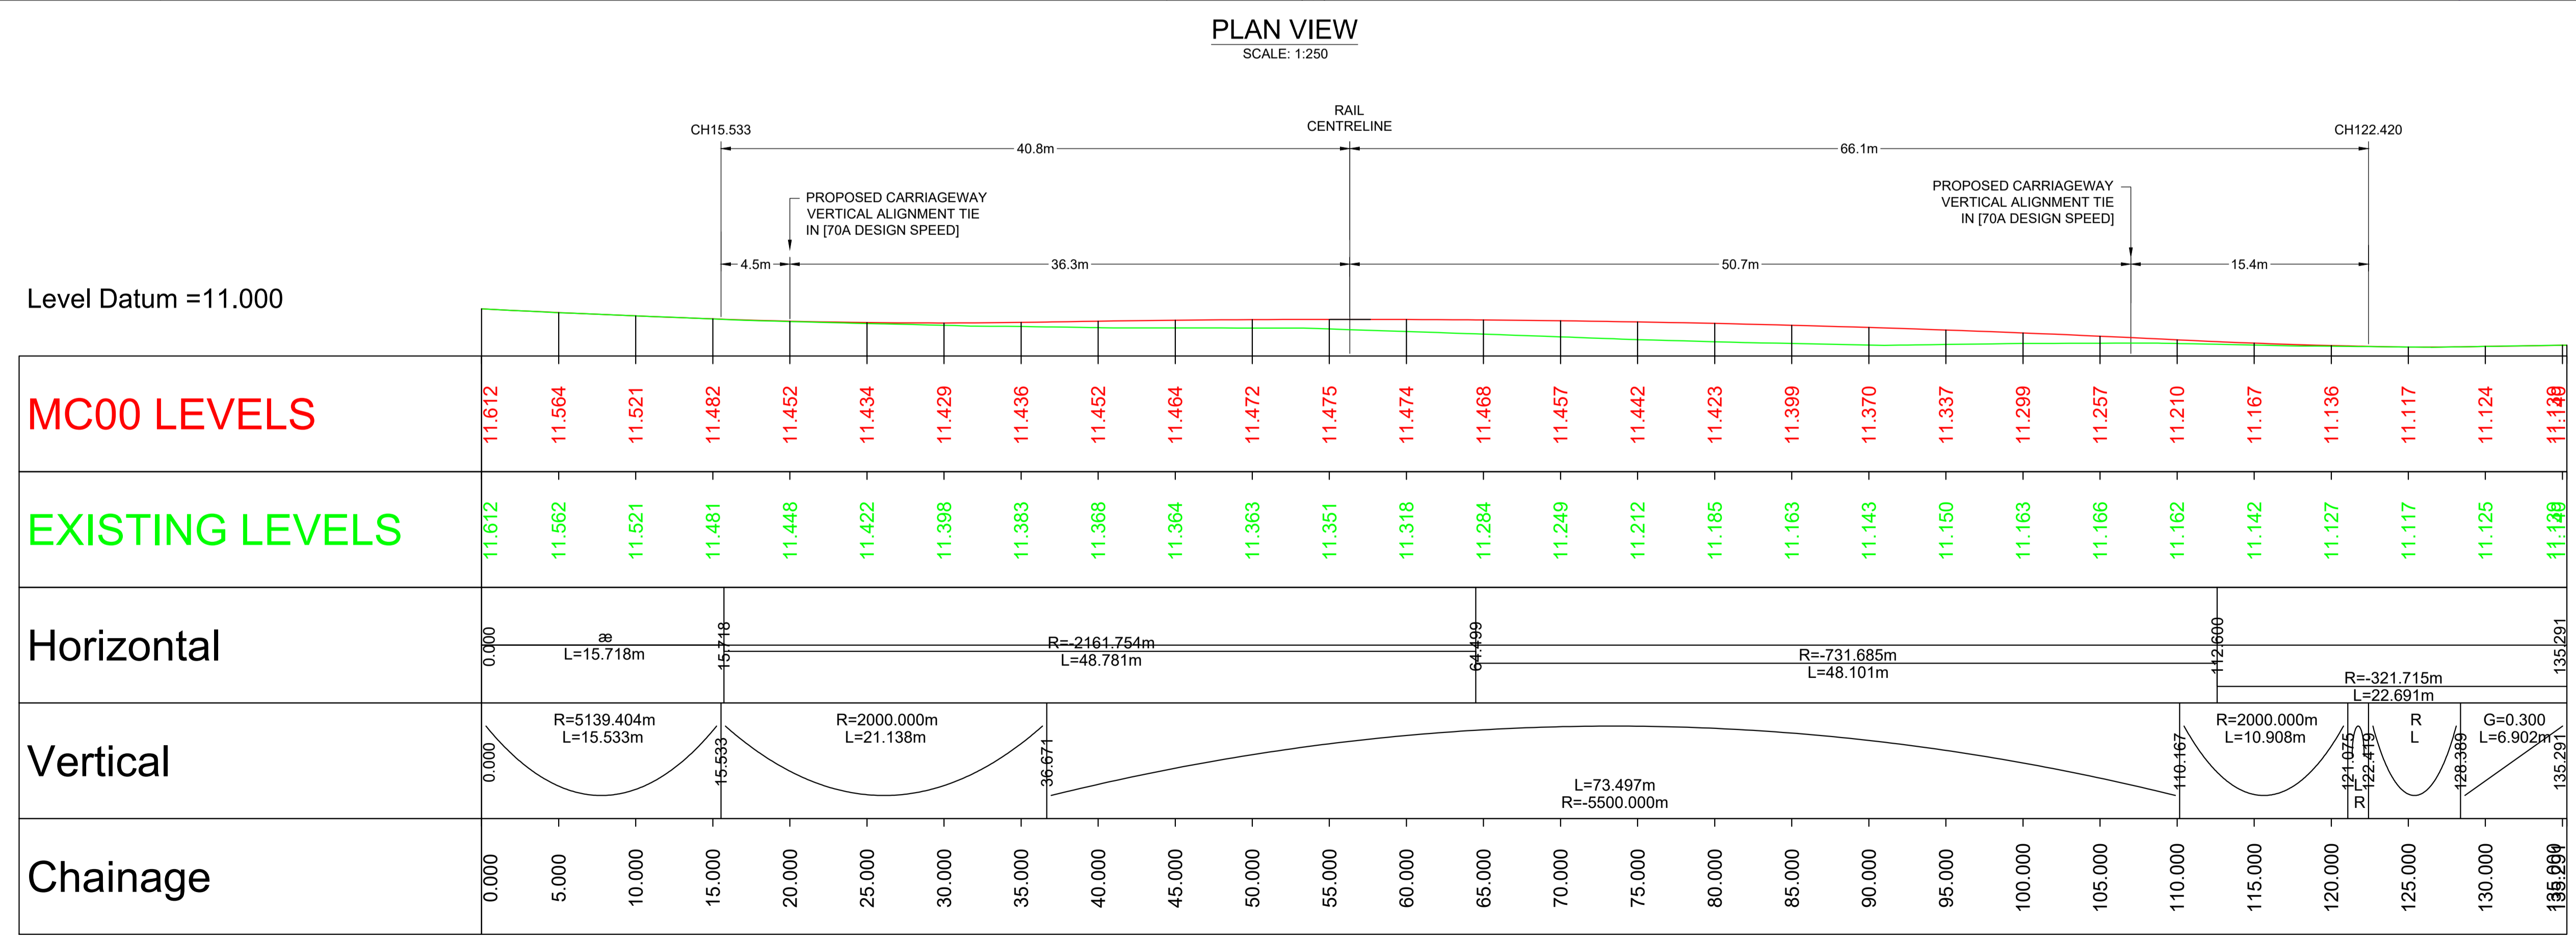 PLAN VIEW
SCALE: 1:250
RAIL
CENTRELINE
CH15.533
CH122.420
40.8m
66.1m
PROPOSED CARRIAGEWAY
VERTICAL ALIGNMENT TIE
IN [70A DESIGN SPEED]
PROPOSED CARRIAGEWAY
VERTICAL ALIGNMENT TIE
IN [70A DESIGN SPEED]
4.5m
36.3m
50.7m
15.4m
Level Datum =11.000
MC00 LEVELS
11.612 11.564 11.521 11.482 11.452 11.434 11.429 11.436 11.452 11.464 11.472 11.475 11.474 11.468 11.457 11.442 11.423 11.399 11.370 11.337 11.299 11.257 11.210 11.167 11.136 11.117 11.124
EXISTING LEVELS
11.612 11.562 11.521 11.481 11.448 11.422 11.398 11.383 11.368 11.364 11.363 11.351 11.318 11.284 11.249 11.212 11.185 11.163 11.143 11.150 11.163 11.166 11.162 11.142 11.127 11.117 11.125
Horizontal
0.000
æ
L=15.718m
15.718
R=-2161.754m
L=48.781m
64.499
R=-731.685m
L=48.101m
112.600
R=-321.715m
L=22.691m
135.291
Vertical
0.000
R=5139.404m
L=15.533m
15.533
R=2000.000m
L=21.138m
36.671
L=73.497m
R=-5500.000m
110.167
R=2000.000m
L=10.908m
121.075
L
R
122.419
R
L
128.389
G=0.300
L=6.902m
135.291
Chainage
0.000 5.000 10.000 15.000 20.000 25.000 30.000 35.000 40.000 45.000 50.000 55.000 60.000 65.000 70.000 75.000 80.000 85.000 90.000 95.000 100.000 105.000 110.000 115.000 120.000 125.000 130.000 135.000 135.291